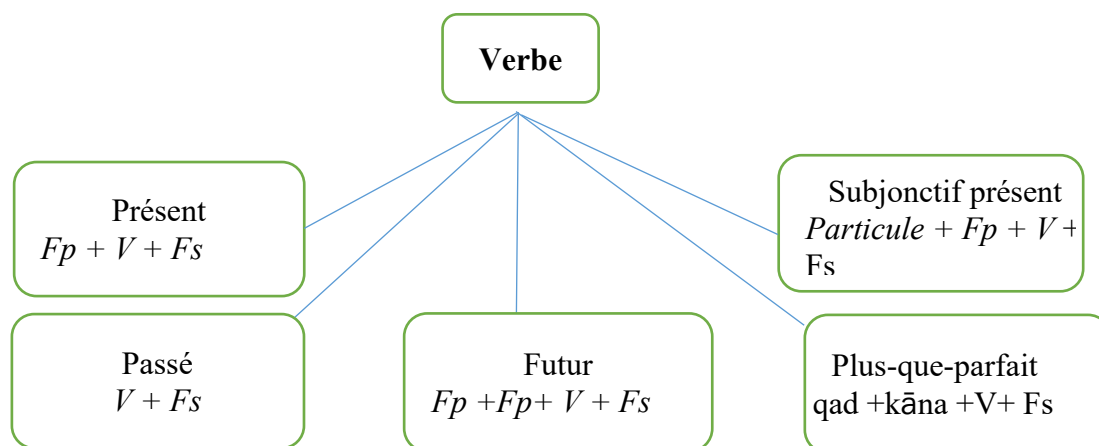 Verbe
Présent
Fp + V + Fs
Subjonctif présent
Particule + Fp + V +
Fs
Passé
V + Fs
Futur
Fp +Fp+ V + Fs
Plus-que-parfait
qad +kāna +V+ Fs